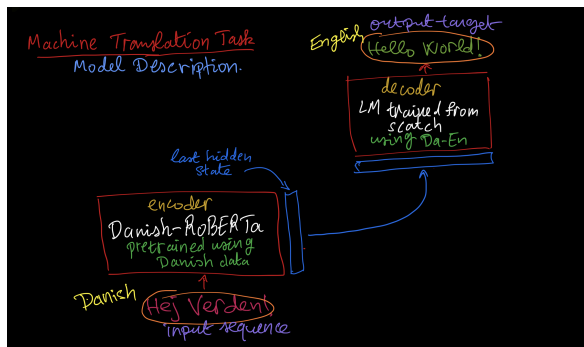 Machine Translation Task
Model Description.
output-target
English
Hello World!
decoder
LM trained from
scatch
using Da-En
last hidden
state
encoder
Danish-RoBERTa
pretrained using
Danish data
Danish
Hej Verden!
input sequence